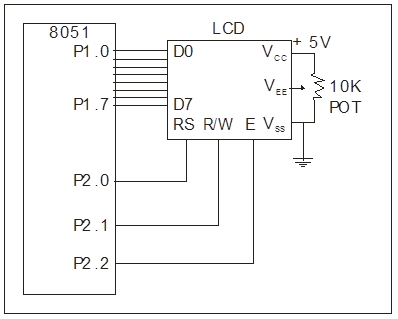 8051
LCD
+ 5V
P1.0
D0
VCC
VEE
10K
POT
P1.7
D7
RS R/W E VSS
P2.0
P2.1
P2.2